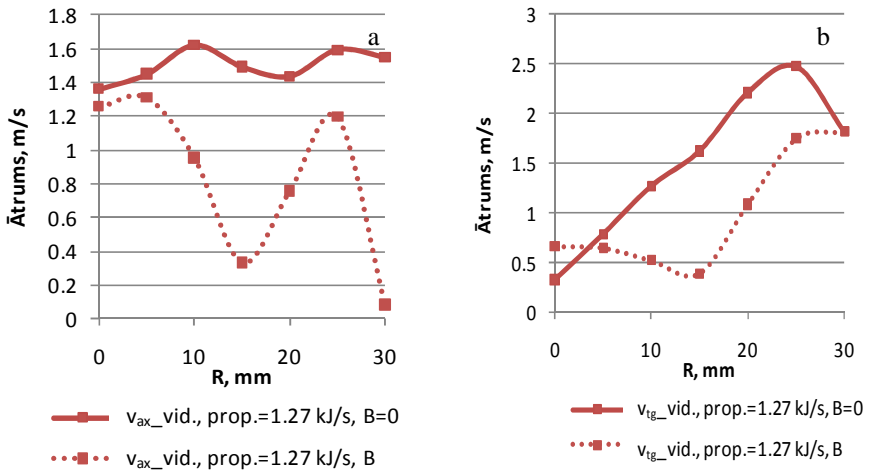 a
Ātrums, m/s
1.8
1.6
1.4
1.2
1
0.8
0.6
0.4
0.2
0
0 10 20 30
R, mm
v_ax_vid., prop.=1.27 kJ/s, B=0
v_ax_vid., prop.=1.27 kJ/s, B
b
Ātrums, m/s
3
2.5
2
1.5
1
0.5
0
0 10 20 30
R, mm
v_tg_vid., prop.=1.27 kJ/s, B=0
v_tg_vid., prop.=1.27 kJ/s, B